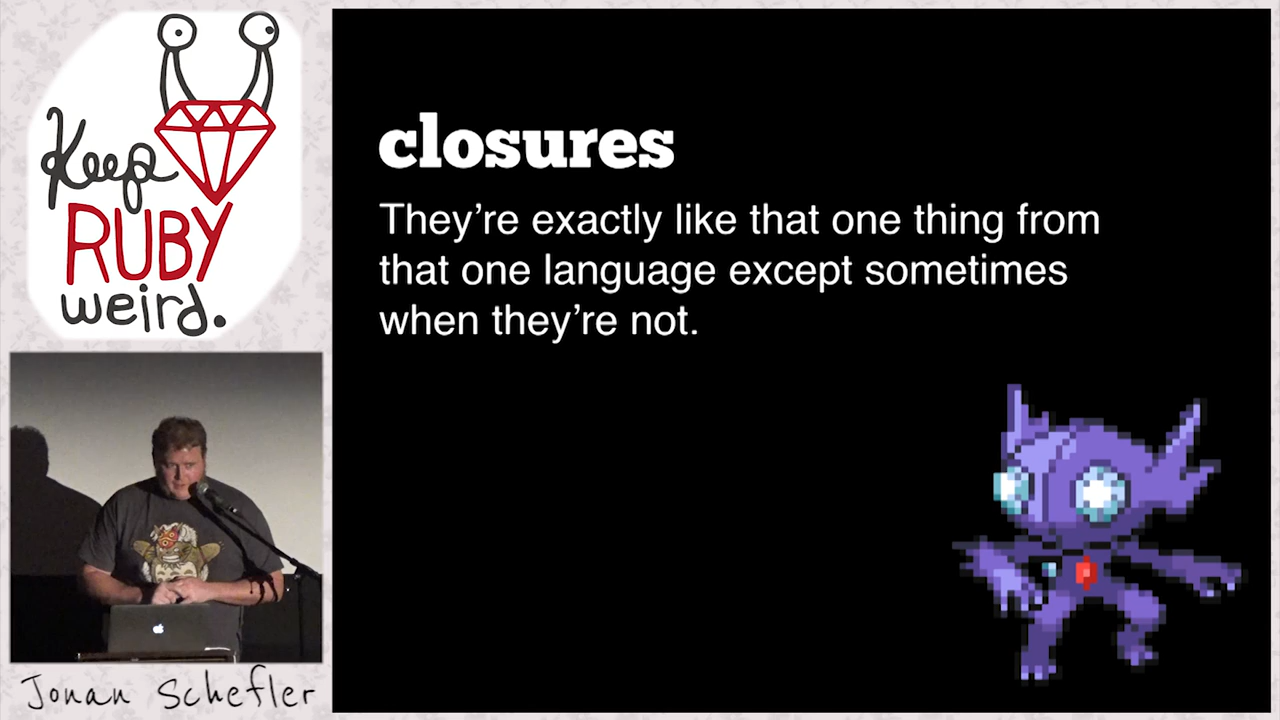 Keep
RUBY
weird.
closures
They’re exactly like that one thing from
that one language except sometimes
when they’re not.
Jonan Schefler